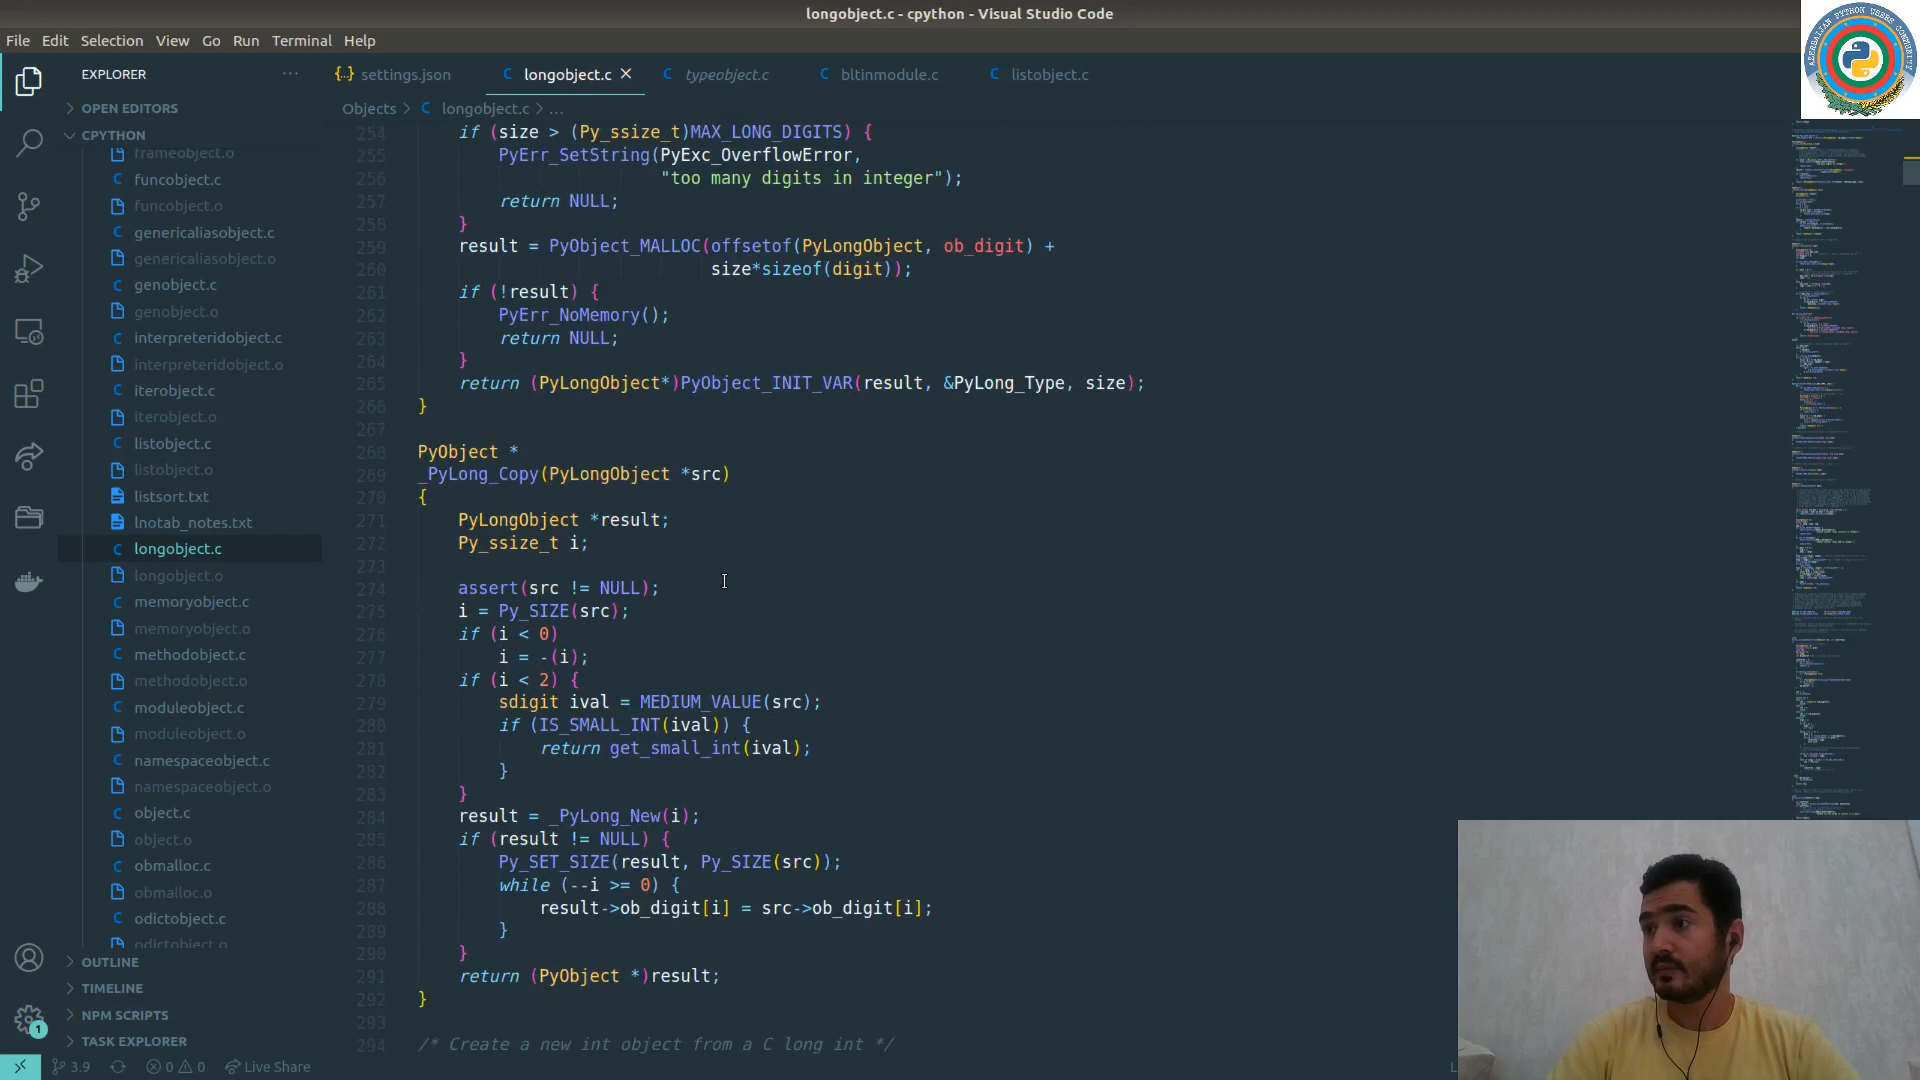 longobject.c - cpython - Visual Studio Code
File Edit Selection View Go Run Terminal Help
AZERBAIJAN PYTHON USERS COMMUNITY
EXPLORER
OPEN EDITORS
CPYTHON
frameobject.o
funcobject.c
funcobject.o
genericaliasobject.c
genericaliasobject.o
genobject.c
genobject.o
interpreteridobject.c
interpreteridobject.o
iterobject.c
iterobject.o
listobject.c
listobject.o
listsort.txt
lnotab_notes.txt
longobject.c
longobject.o
memoryobject.c
memoryobject.o
methodobject.c
methodobject.o
moduleobject.c
moduleobject.o
namespaceobject.c
namespaceobject.o
object.c
object.o
obmalloc.c
obmalloc.o
odictobject.c
odictobject.o
OUTLINE
TIMELINE
NPM SCRIPTS
TASK EXPLORER
settings.json longobject.c typeobject.c bltinmodule.c listobject.c
Objects > longobject.c > ...
254 if (size > (Py_ssize_t)MAX_LONG_DIGITS) {
255 PyErr_SetString(PyExc_OverflowError,
256 "too many digits in integer");
257 return NULL;
258 }
259 result = PyObject_MALLOC(offsetof(PyLongObject, ob_digit) +
260 size*sizeof(digit));
261 if (!result) {
262 PyErr_NoMemory();
263 return NULL;
264 }
265 return (PyLongObject*)PyObject_INIT_VAR(result, &PyLong_Type, size);
266 }
267
268 PyObject *
269 _PyLong_Copy(PyLongObject *src)
270 {
271 PyLongObject *result;
272 Py_ssize_t i;
273
274 assert(src != NULL);
275 i = Py_SIZE(src);
276 if (i < 0)
277 i = -(i);
278 if (i < 2) {
279 sdigit ival = MEDIUM_VALUE(src);
280 if (IS_SMALL_INT(ival)) {
281 return get_small_int(ival);
282 }
283 }
284 result = _PyLong_New(i);
285 if (result != NULL) {
286 Py_SET_SIZE(result, Py_SIZE(src));
287 while (--i >= 0) {
288 result->ob_digit[i] = src->ob_digit[i];
289 }
290 }
291 return (PyObject *)result;
292 }
293
294 /* Create a new int object from a C long int */
1
3.9 0 0 Live Share